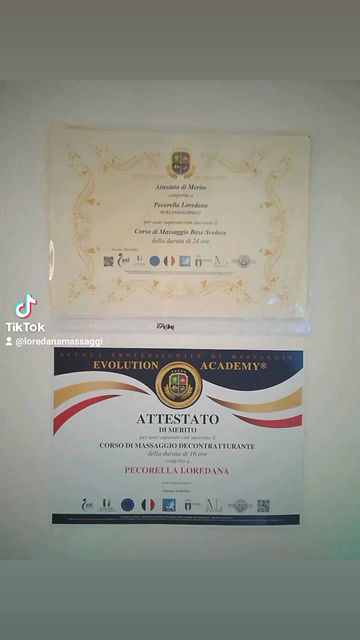 EVOLUTION ACADEMY®
Attestato di Merito
conferito a
Pecorella Loredana
per aver superato con successo il
Corso di Massaggio Base Svedese
della durata di 24 ore
TikTok
@loredanamassaggi
SCUOLA PROFESSIONALE DI MASSAGGIO
EVOLUTION ACADEMY®
ATTESTATO
DI MERITO
per aver superato con successo il
CORSO DI MASSAGGIO DECONTRATTURANTE
della durata di 16 ore
conferito a
PECORELLA LOREDANA